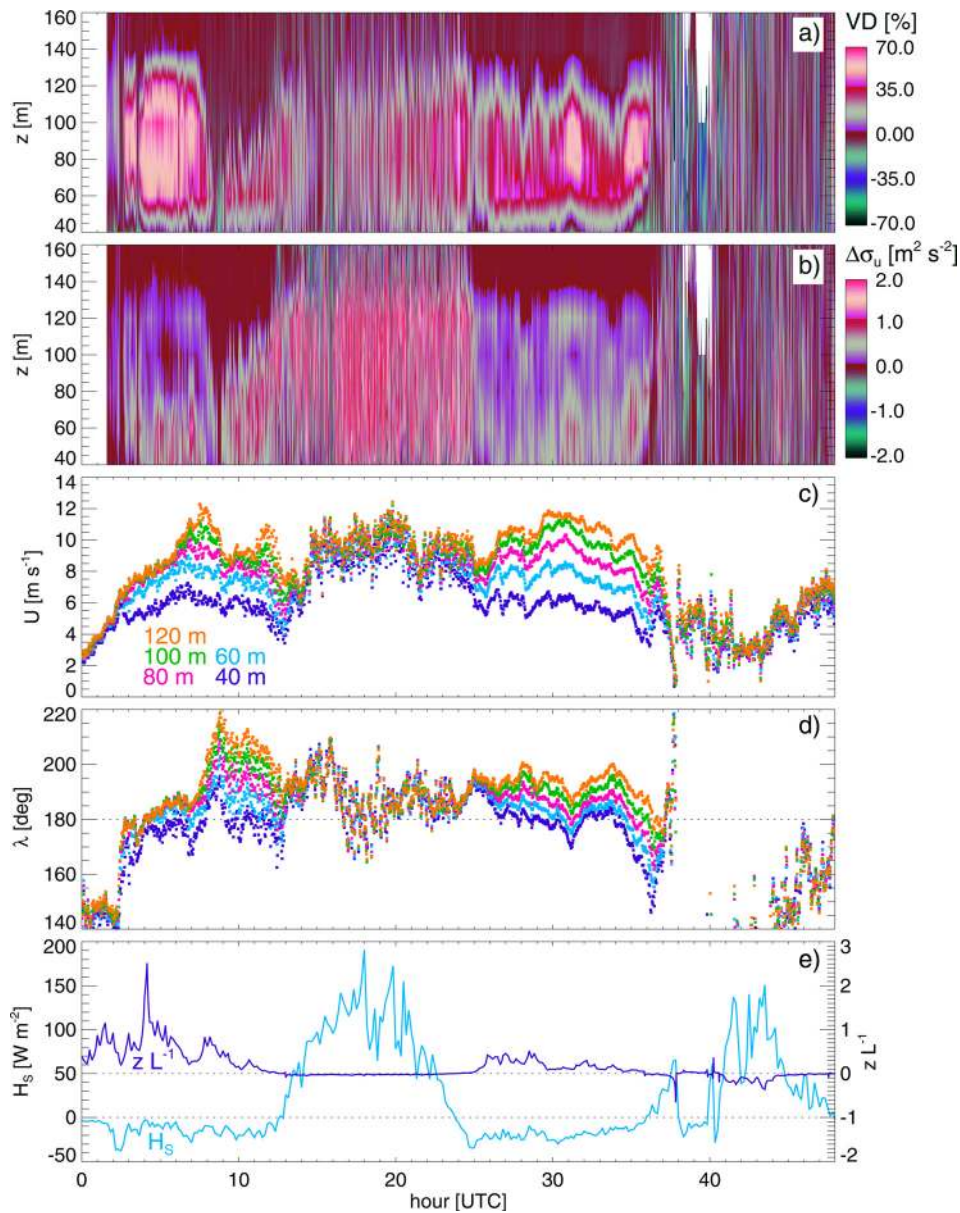 160
140
120
100
80
60
40
z [m]
a)
VD [%]
70.0
35.0
0.00
-35.0
-70.0
160
140
120
100
80
60
40
z [m]
b)
Δσu [m² s⁻²]
2.0
1.0
0.0
-1.0
-2.0
14
12
10
8
6
4
2
0
U [m s⁻¹]
c)
120 m
100 m 60 m
80 m 40 m
220
200
180
160
140
λ [deg]
d)
200
150
100
50
0
-50
Hs [W m⁻²]
e)
z L⁻¹
Hs
3
2
1
0
-1
-2
z L⁻¹
0 10 20 30 40
hour [UTC]